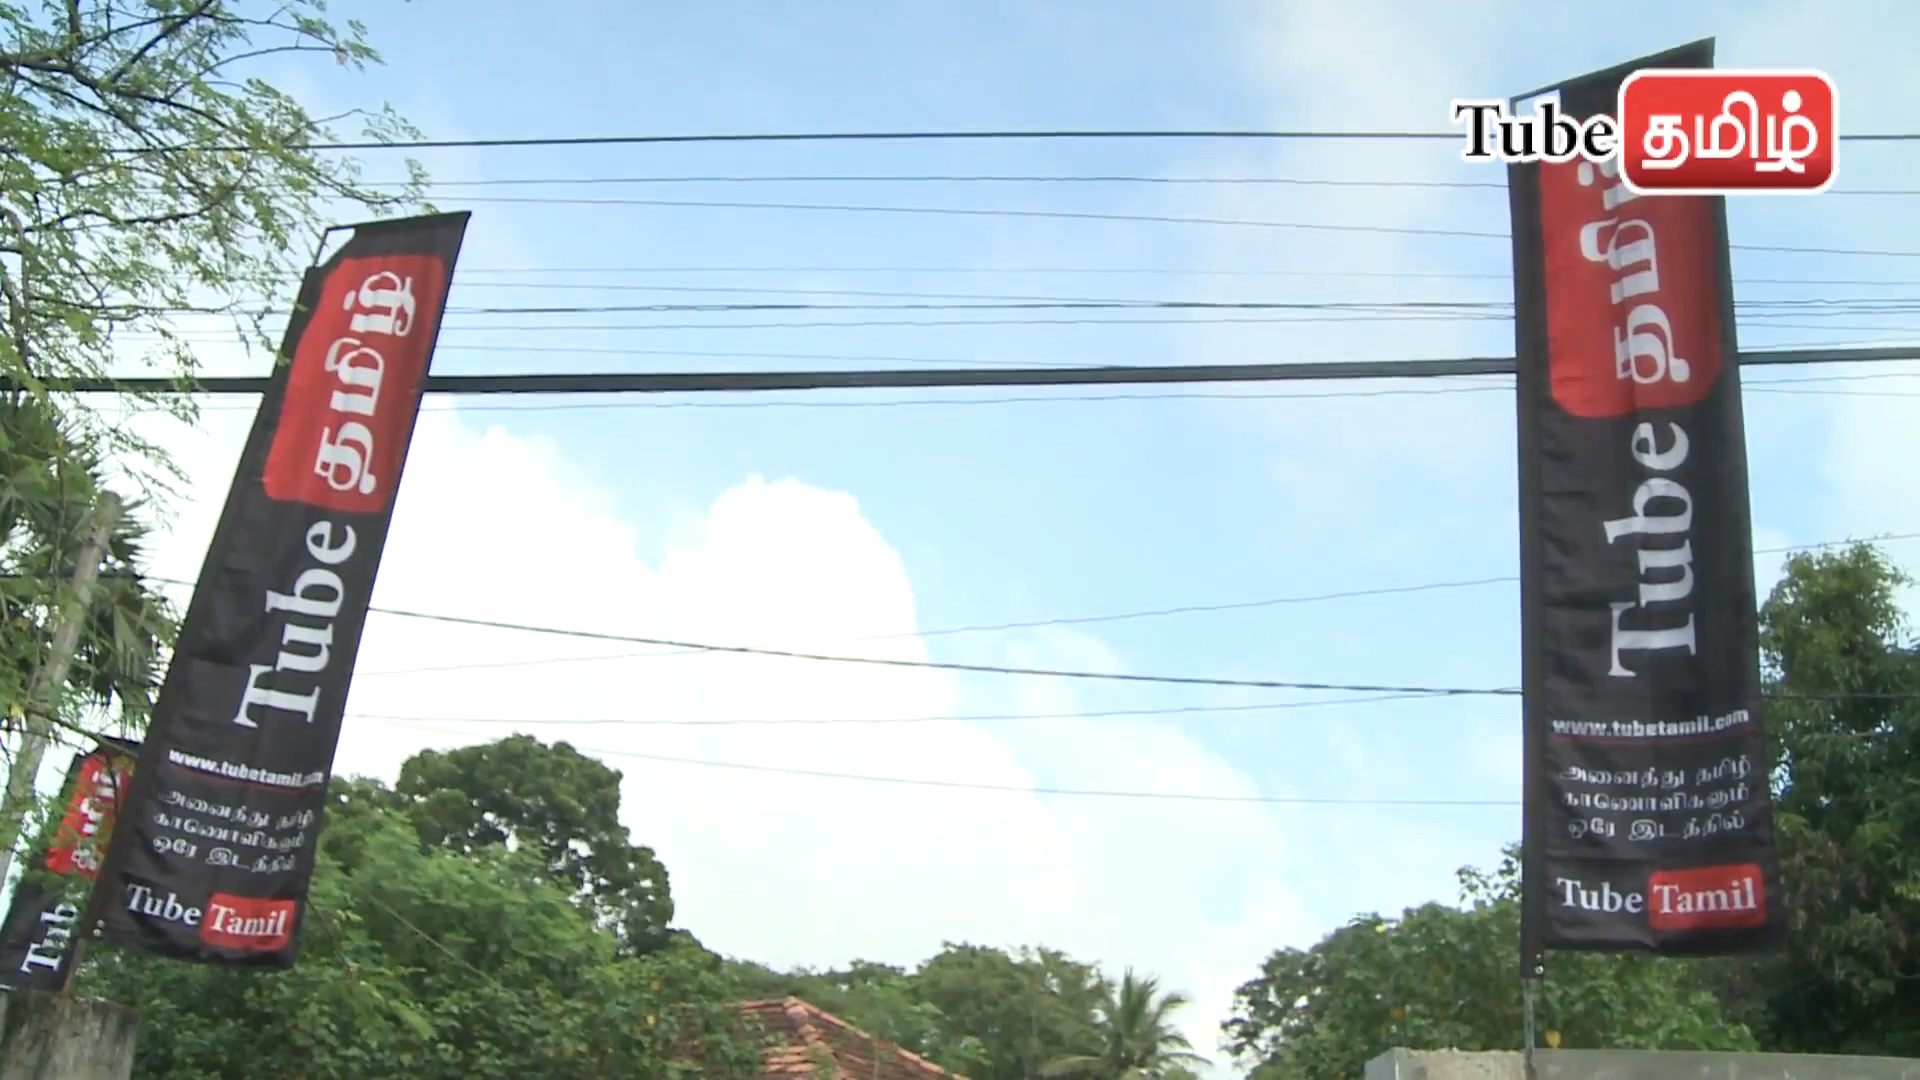 Tube தமிழ்
Tube தமிழ்
www.tubetamil.com
அனைத்து தமிழ்
காணொளிகளும்
ஒரே இடத்தில்
Tube Tamil
Tube தமிழ்
www.tubetamil.com
அனைத்து தமிழ்
காணொளிகளும்
ஒரே இடத்தில்
Tube Tamil